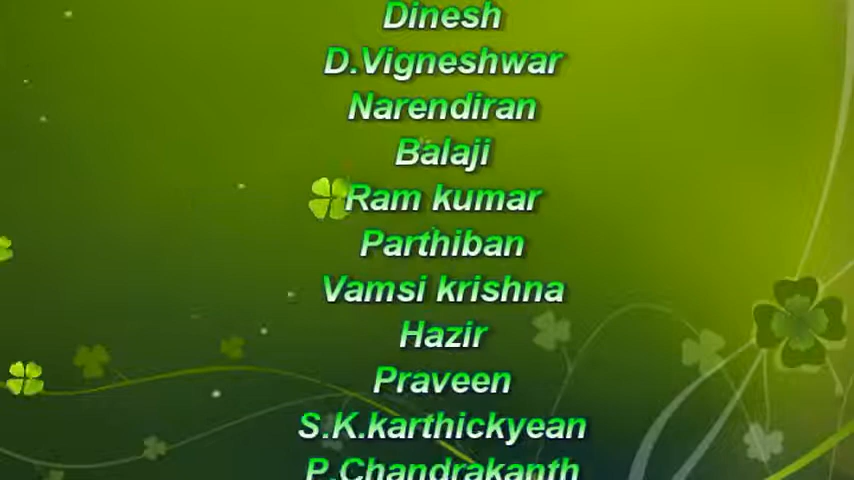 Dinesh
D.Vigneshwar
Narendiran
Balaji
Ram kumar
Parthiban
Vamsi krishna
Hazir
Praveen
S.K.karthickyean
P.Chandrakanth